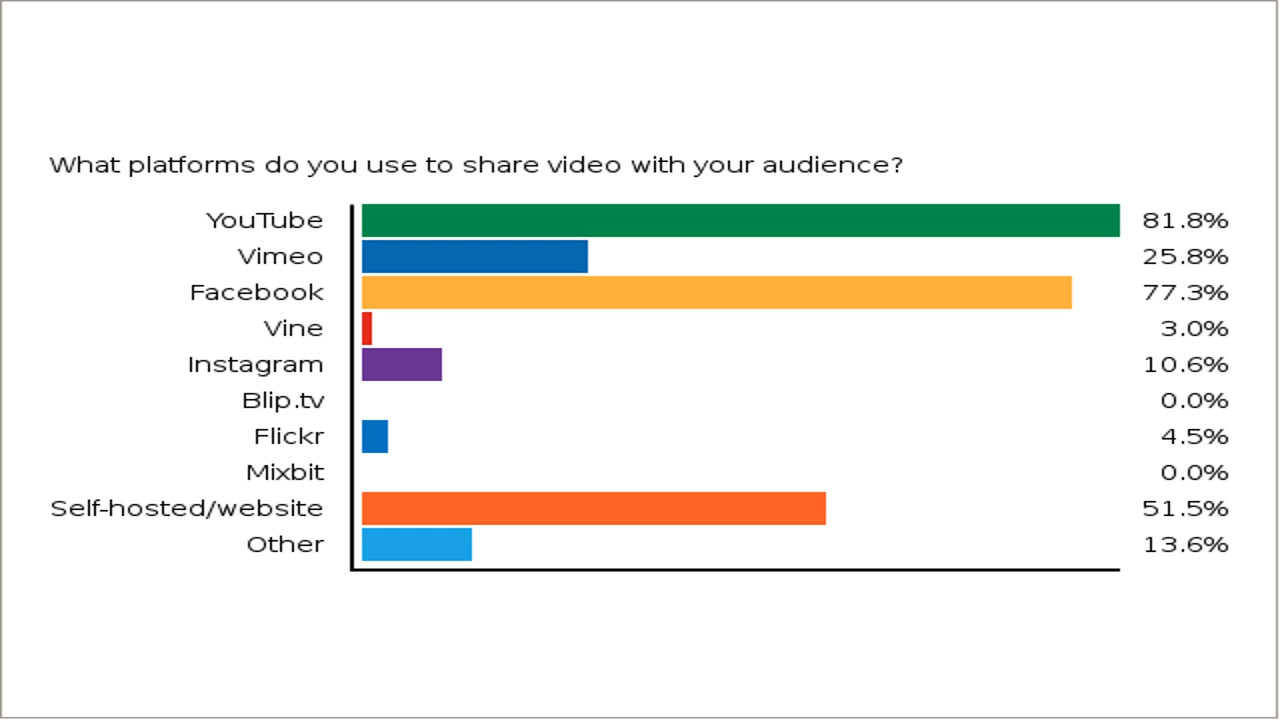 What platforms do you use to share video with your audience?
YouTube 81.8%
Vimeo 25.8%
Facebook 77.3%
Vine 3.0%
Instagram 10.6%
Blip.tv 0.0%
Flickr 4.5%
Mixbit 0.0%
Self-hosted/website 51.5%
Other 13.6%